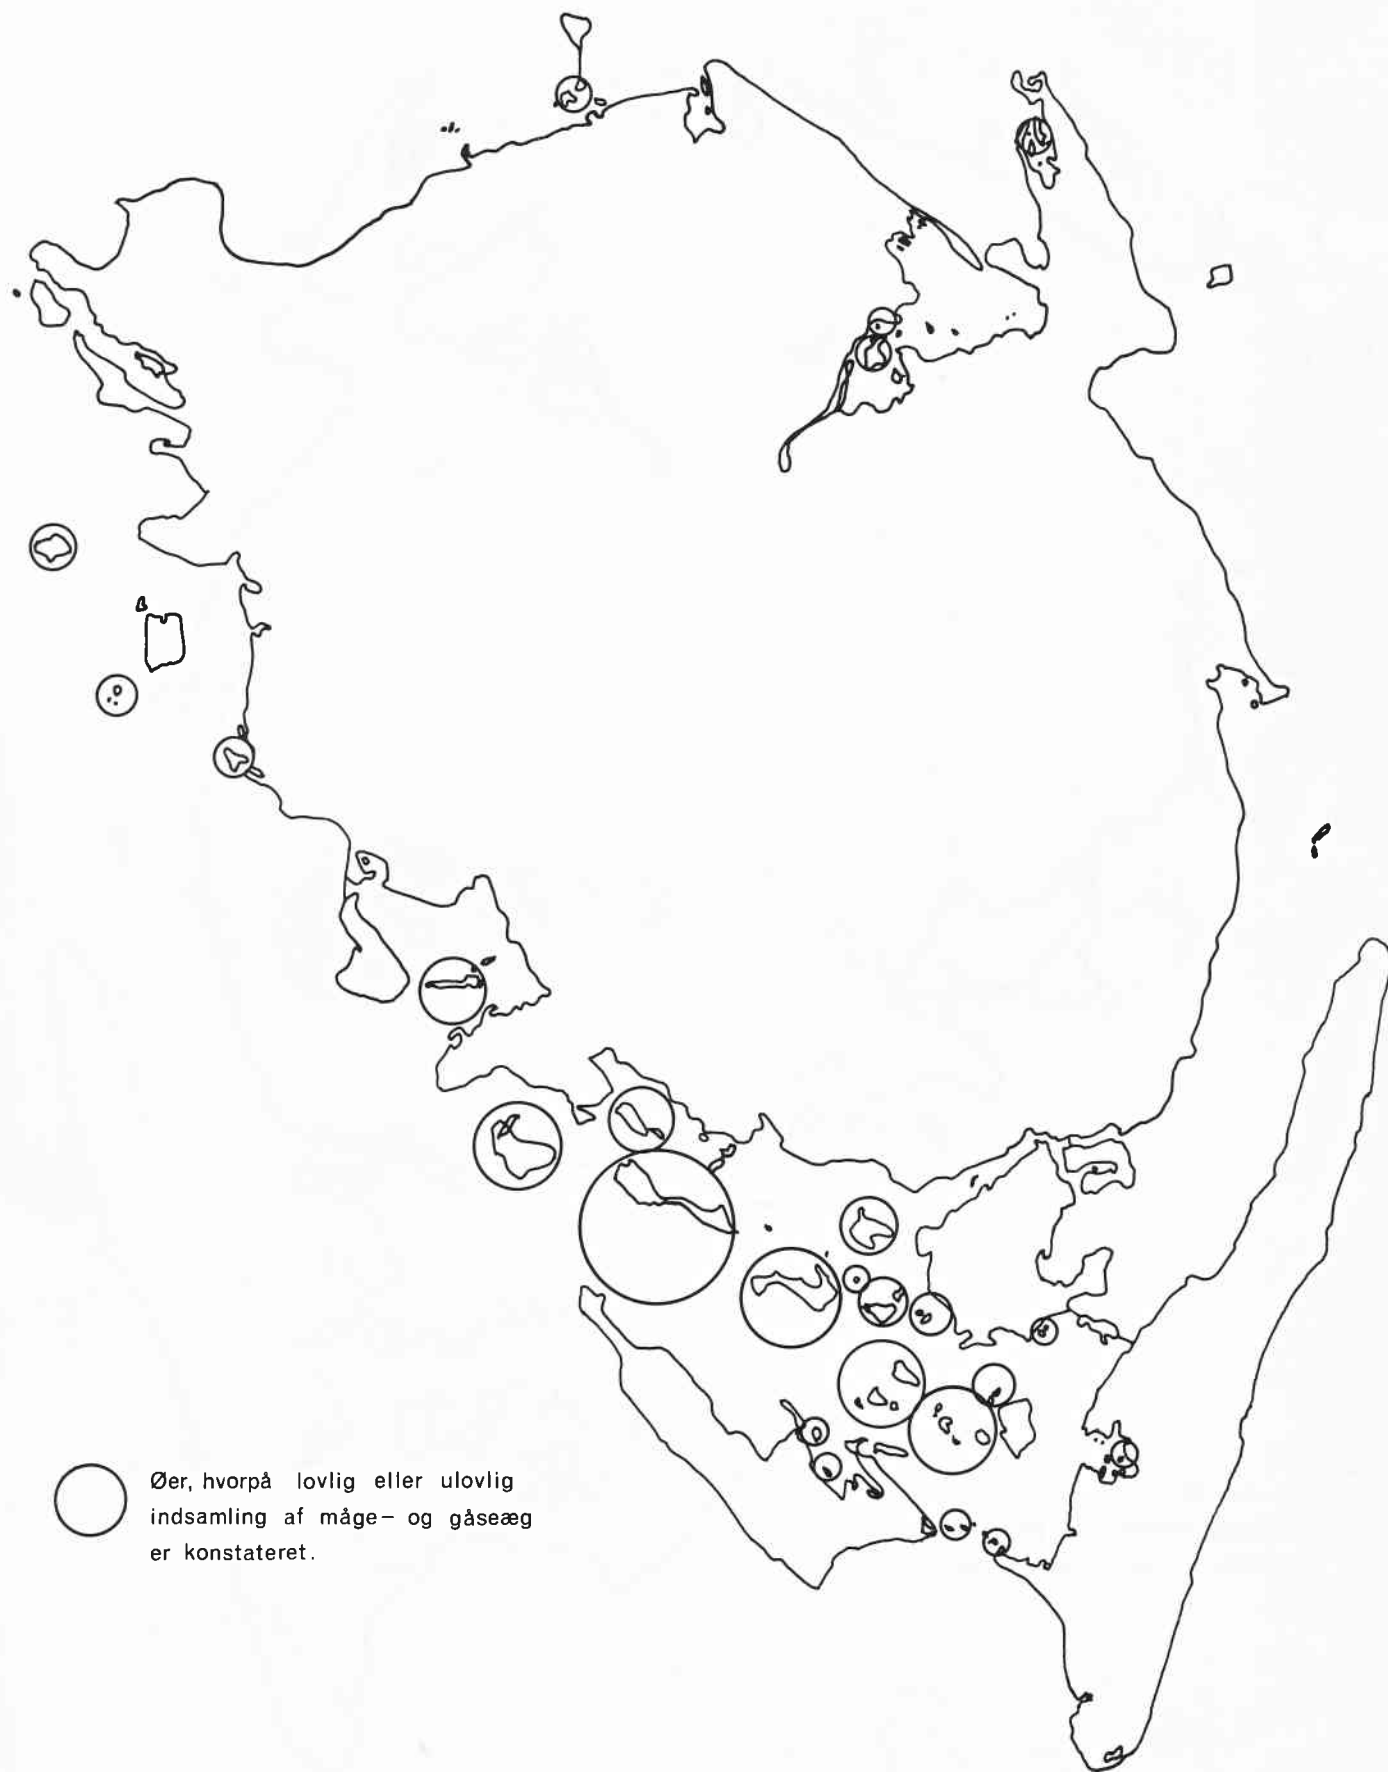 Øer, hvorpå lovlig eller ulovlig
indsamling af måge- og gåseæg
er konstateret.